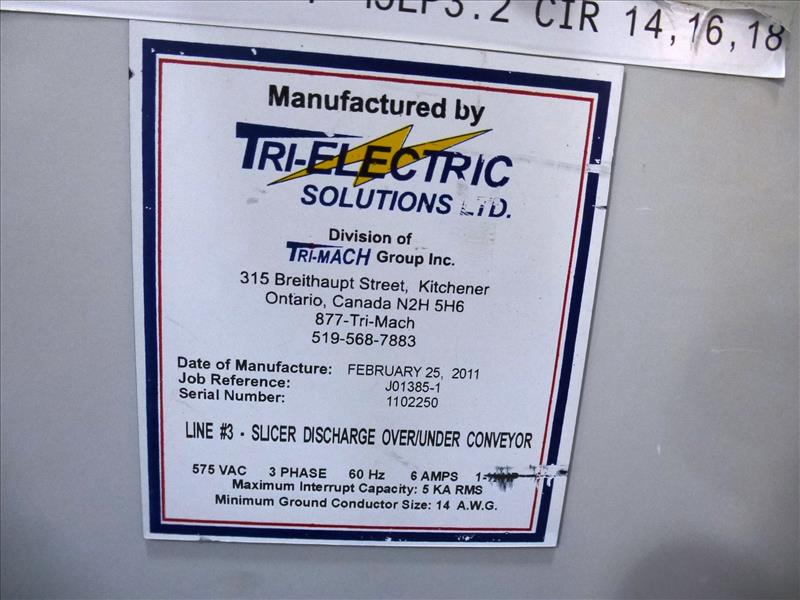 CIR 14,16,18
Manufactured by
TRI-ELECTRIC
SOLUTIONS LTD.
Division of
TRI-MACH Group Inc.
315 Breithaupt Street, Kitchener
Ontario, Canada N2H 5H6
877-Tri-Mach
519-568-7883
Date of Manufacture: FEBRUARY 25, 2011
Job Reference: J01385-1
Serial Number: 1102250
LINE #3 - SLICER DISCHARGE OVER/UNDER CONVEYOR
575 VAC 3 PHASE 60 Hz 6 AMPS
Maximum Interrupt Capacity: 5 KA RMS
Minimum Ground Conductor Size: 14 A.W.G.